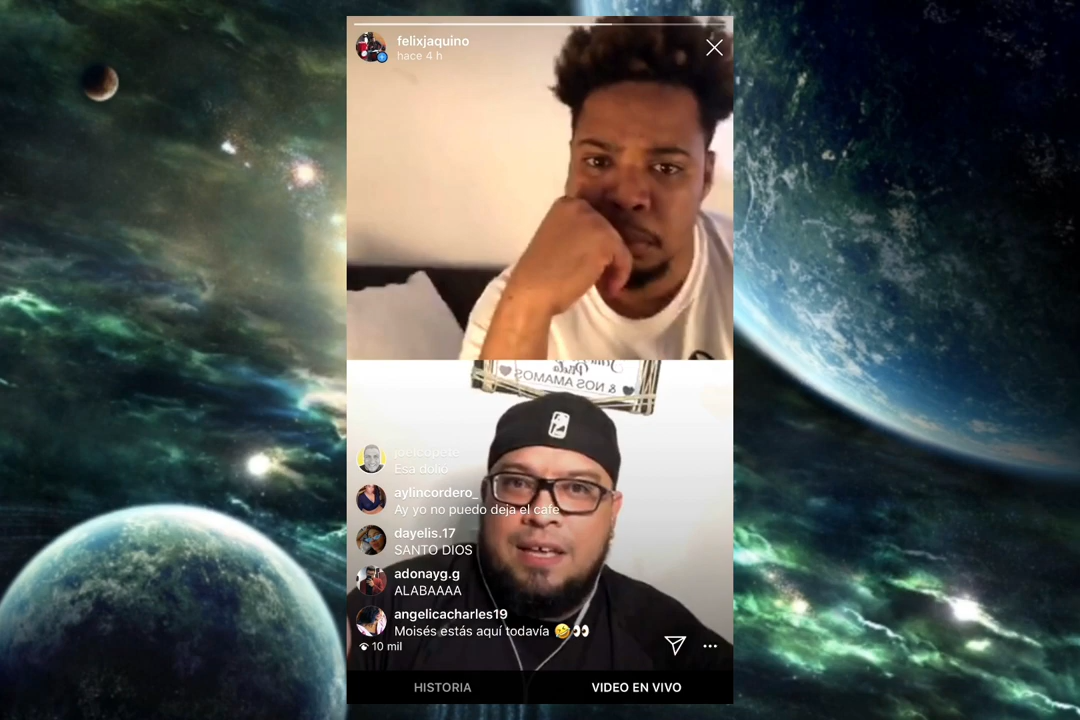 felixjaquino
hace 4 h
& NOS AMAMOS
joelcopete
Esa dolió
aylincordero_
Ay yo no puedo deja el cafe
dayelis.17
SANTO DIOS
adonayg.g
ALABAAAA
angelicacharles19
Moisés estás aquí todavía 🤣👀
10 mil
HISTORIA
VIDEO EN VIVO